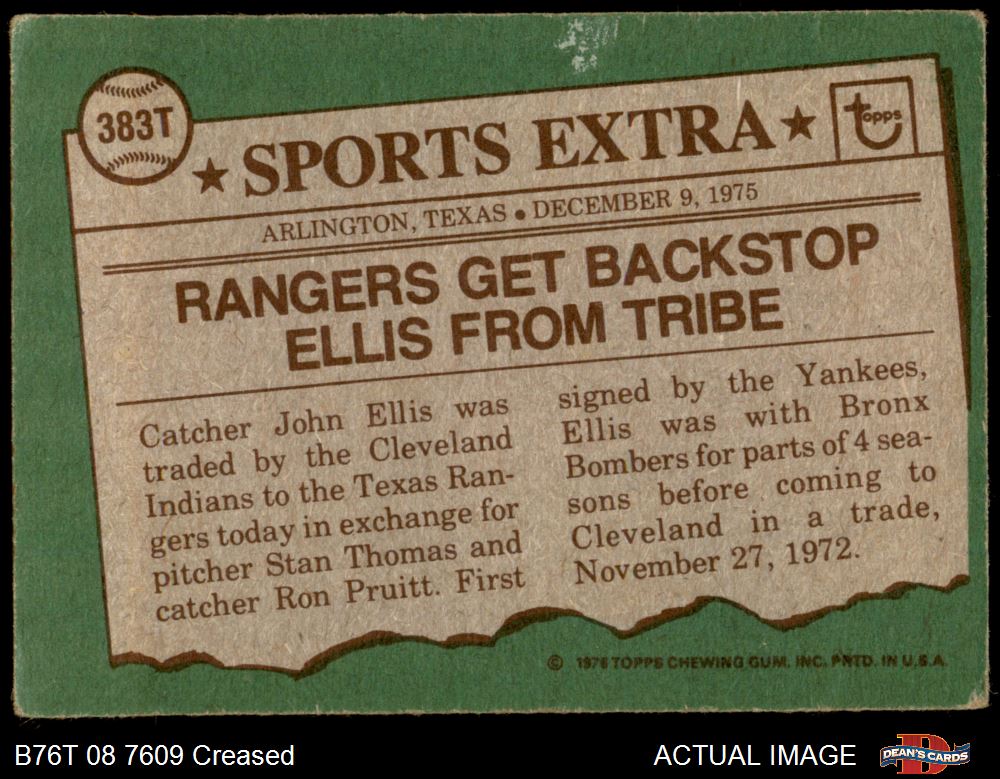 383T
★ SPORTS EXTRA ★
topps
ARLINGTON, TEXAS • DECEMBER 9, 1975
RANGERS GET BACKSTOP
ELLIS FROM TRIBE
Catcher John Ellis was
traded by the Cleveland
Indians to the Texas Ran-
gers today in exchange for
pitcher Stan Thomas and
catcher Ron Pruitt. First
signed by the Yankees,
Ellis was with Bronx
Bombers for parts of 4 sea-
sons before coming to
Cleveland in a trade,
November 27, 1972.
© 1976 TOPPS CHEWING GUM, INC. PRTD. IN U.S.A.
B76T 08 7609 Creased
ACTUAL IMAGE
DEAN'S CARDS